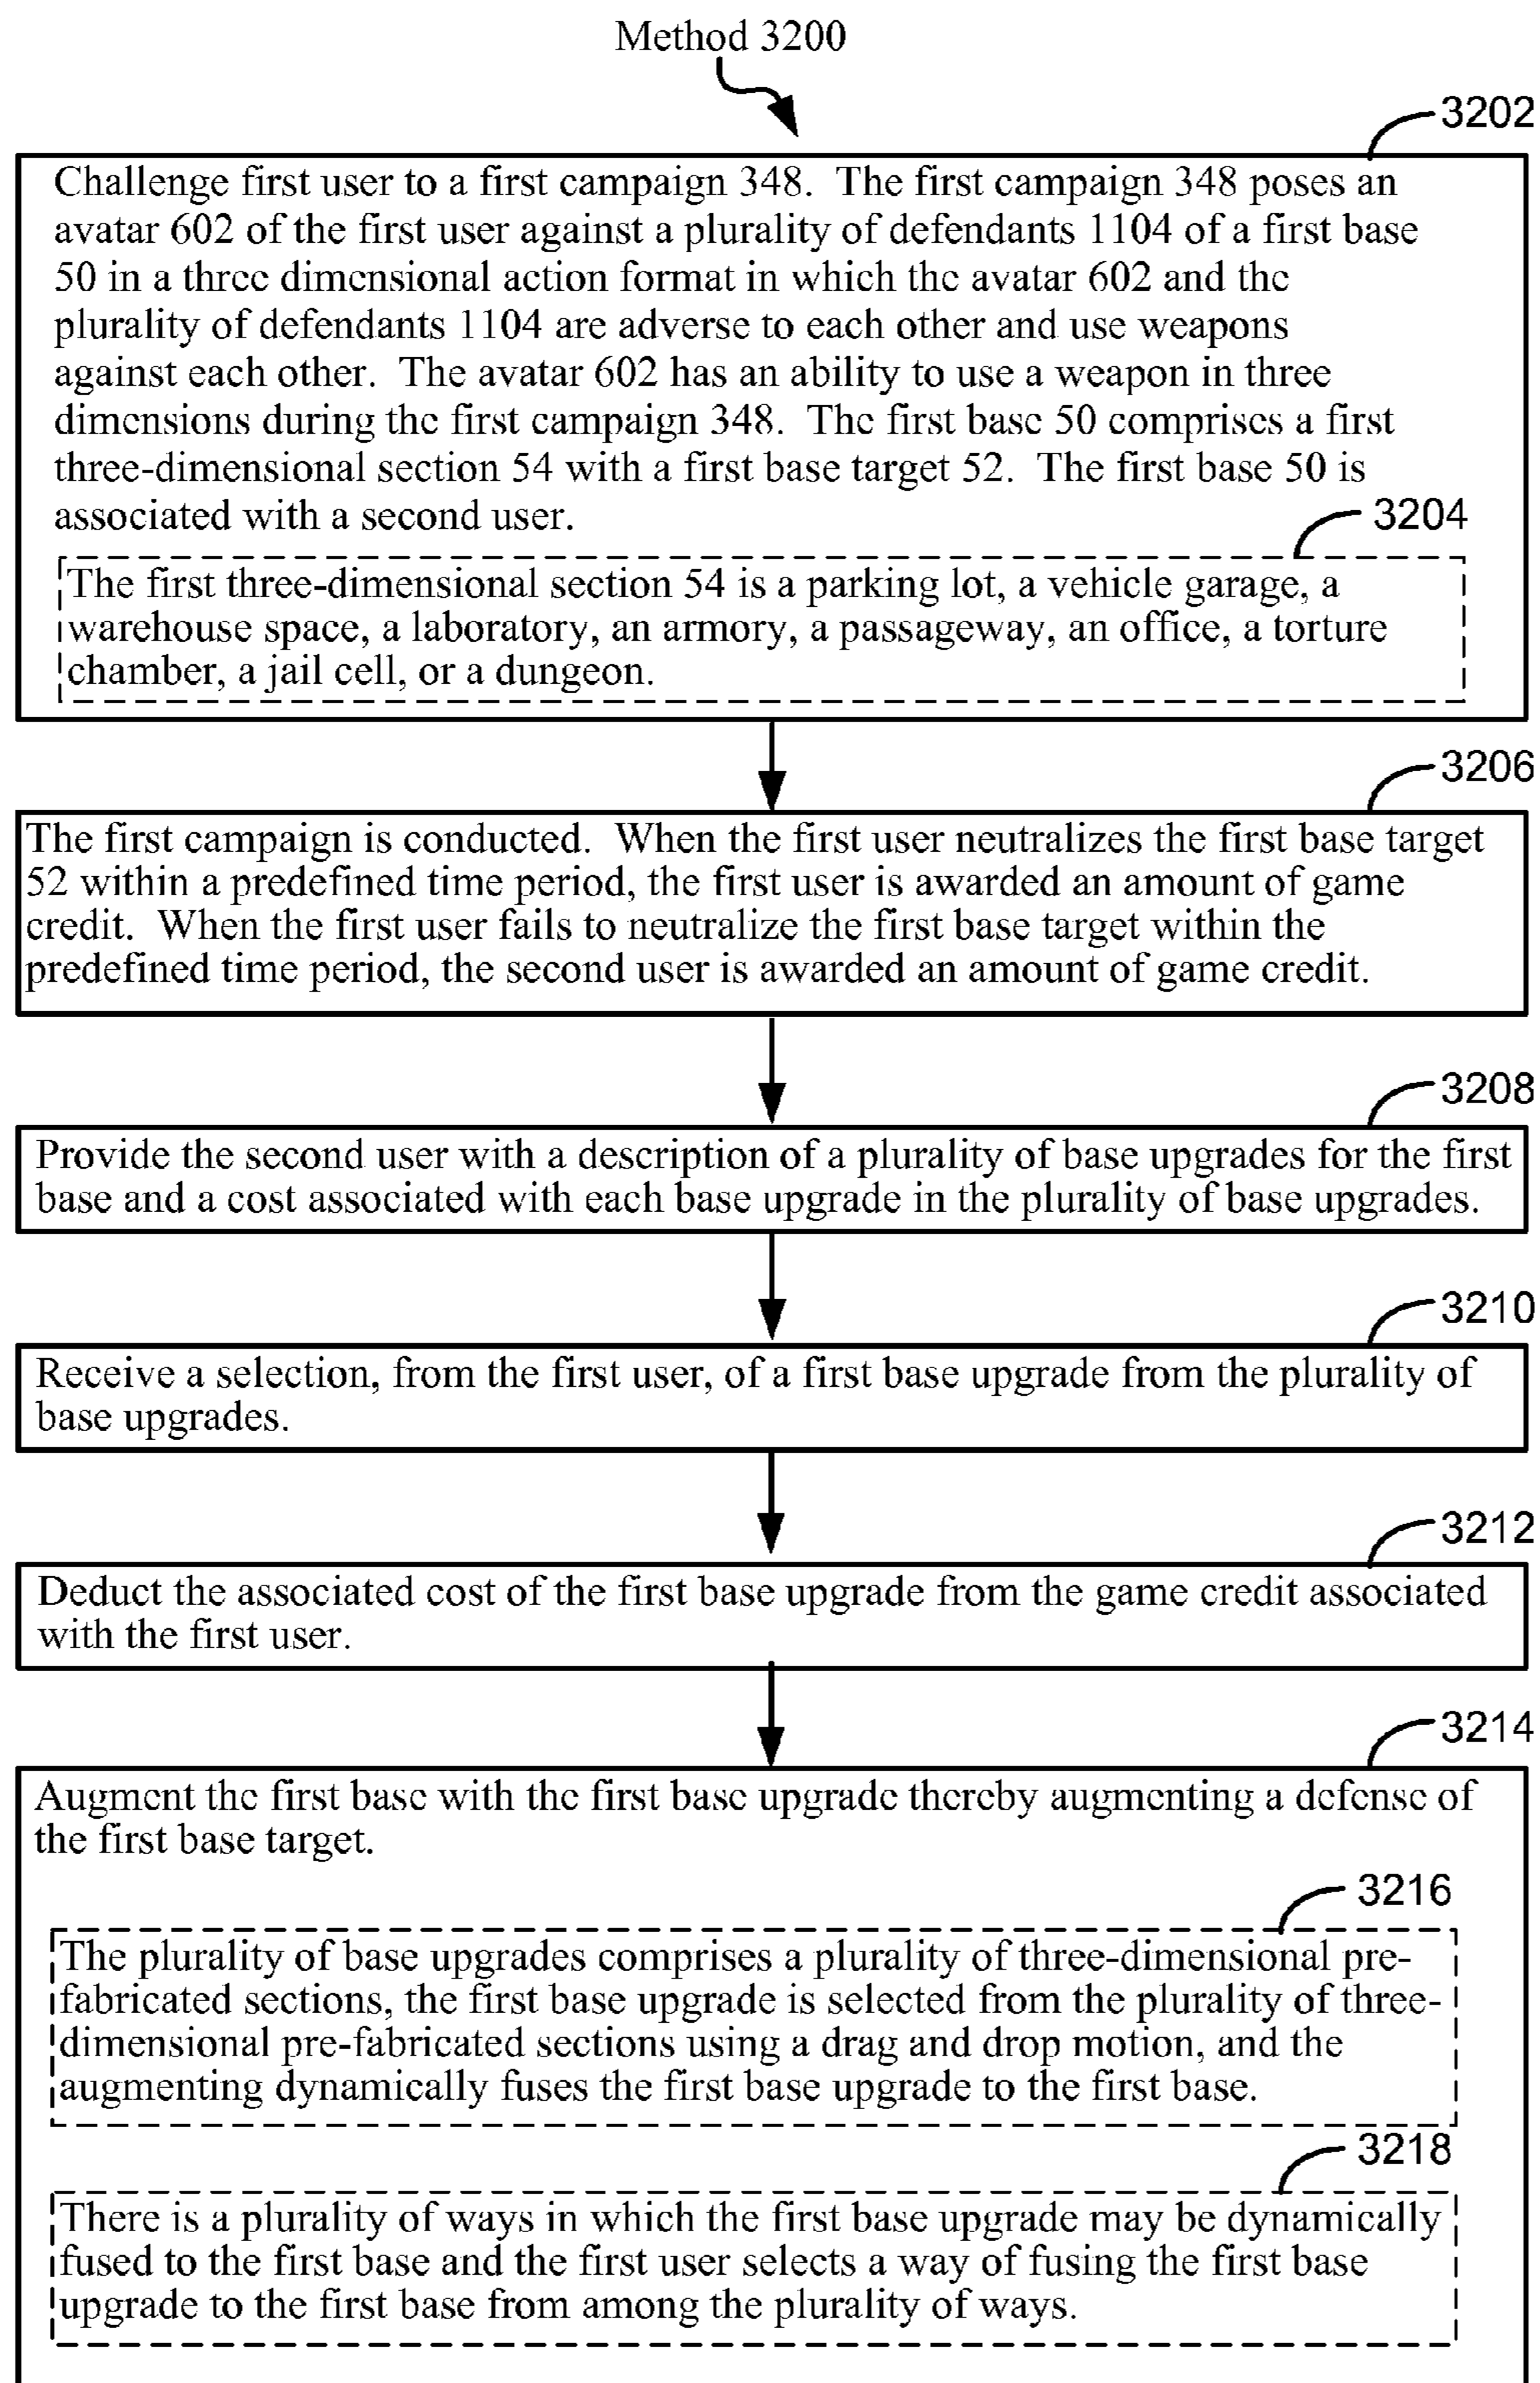 Method 3200
3202
Challenge first user to a first campaign 348.  The first campaign 348 poses an
avatar 602 of the first user against a plurality of defendants 1104 of a first base
50 in a three dimensional action format in which the avatar 602 and the
plurality of defendants 1104 are adverse to each other and use weapons
against each other.  The avatar 602 has an ability to use a weapon in three
dimensions during the first campaign 348.  The first base 50 comprises a first
three-dimensional section 54 with a first base target 52.  The first base 50 is
associated with a second user.
3204
The first three-dimensional section 54 is a parking lot, a vehicle garage, a
warehouse space, a laboratory, an armory, a passageway, an office, a torture
chamber, a jail cell, or a dungeon.
3206
The first campaign is conducted.  When the first user neutralizes the first base target
52 within a predefined time period, the first user is awarded an amount of game
credit.  When the first user fails to neutralize the first base target within the
predefined time period, the second user is awarded an amount of game credit.
3208
Provide the second user with a description of a plurality of base upgrades for the first
base and a cost associated with each base upgrade in the plurality of base upgrades.
3210
Receive a selection, from the first user, of a first base upgrade from the plurality of
base upgrades.
3212
Deduct the associated cost of the first base upgrade from the game credit associated
with the first user.
3214
Augment the first base with the first base upgrade thereby augmenting a defense of
the first base target.
3216
The plurality of base upgrades comprises a plurality of three-dimensional pre-
fabricated sections, the first base upgrade is selected from the plurality of three-
dimensional pre-fabricated sections using a drag and drop motion, and the
augmenting dynamically fuses the first base upgrade to the first base.
3218
There is a plurality of ways in which the first base upgrade may be dynamically
fused to the first base and the first user selects a way of fusing the first base
upgrade to the first base from among the plurality of ways.